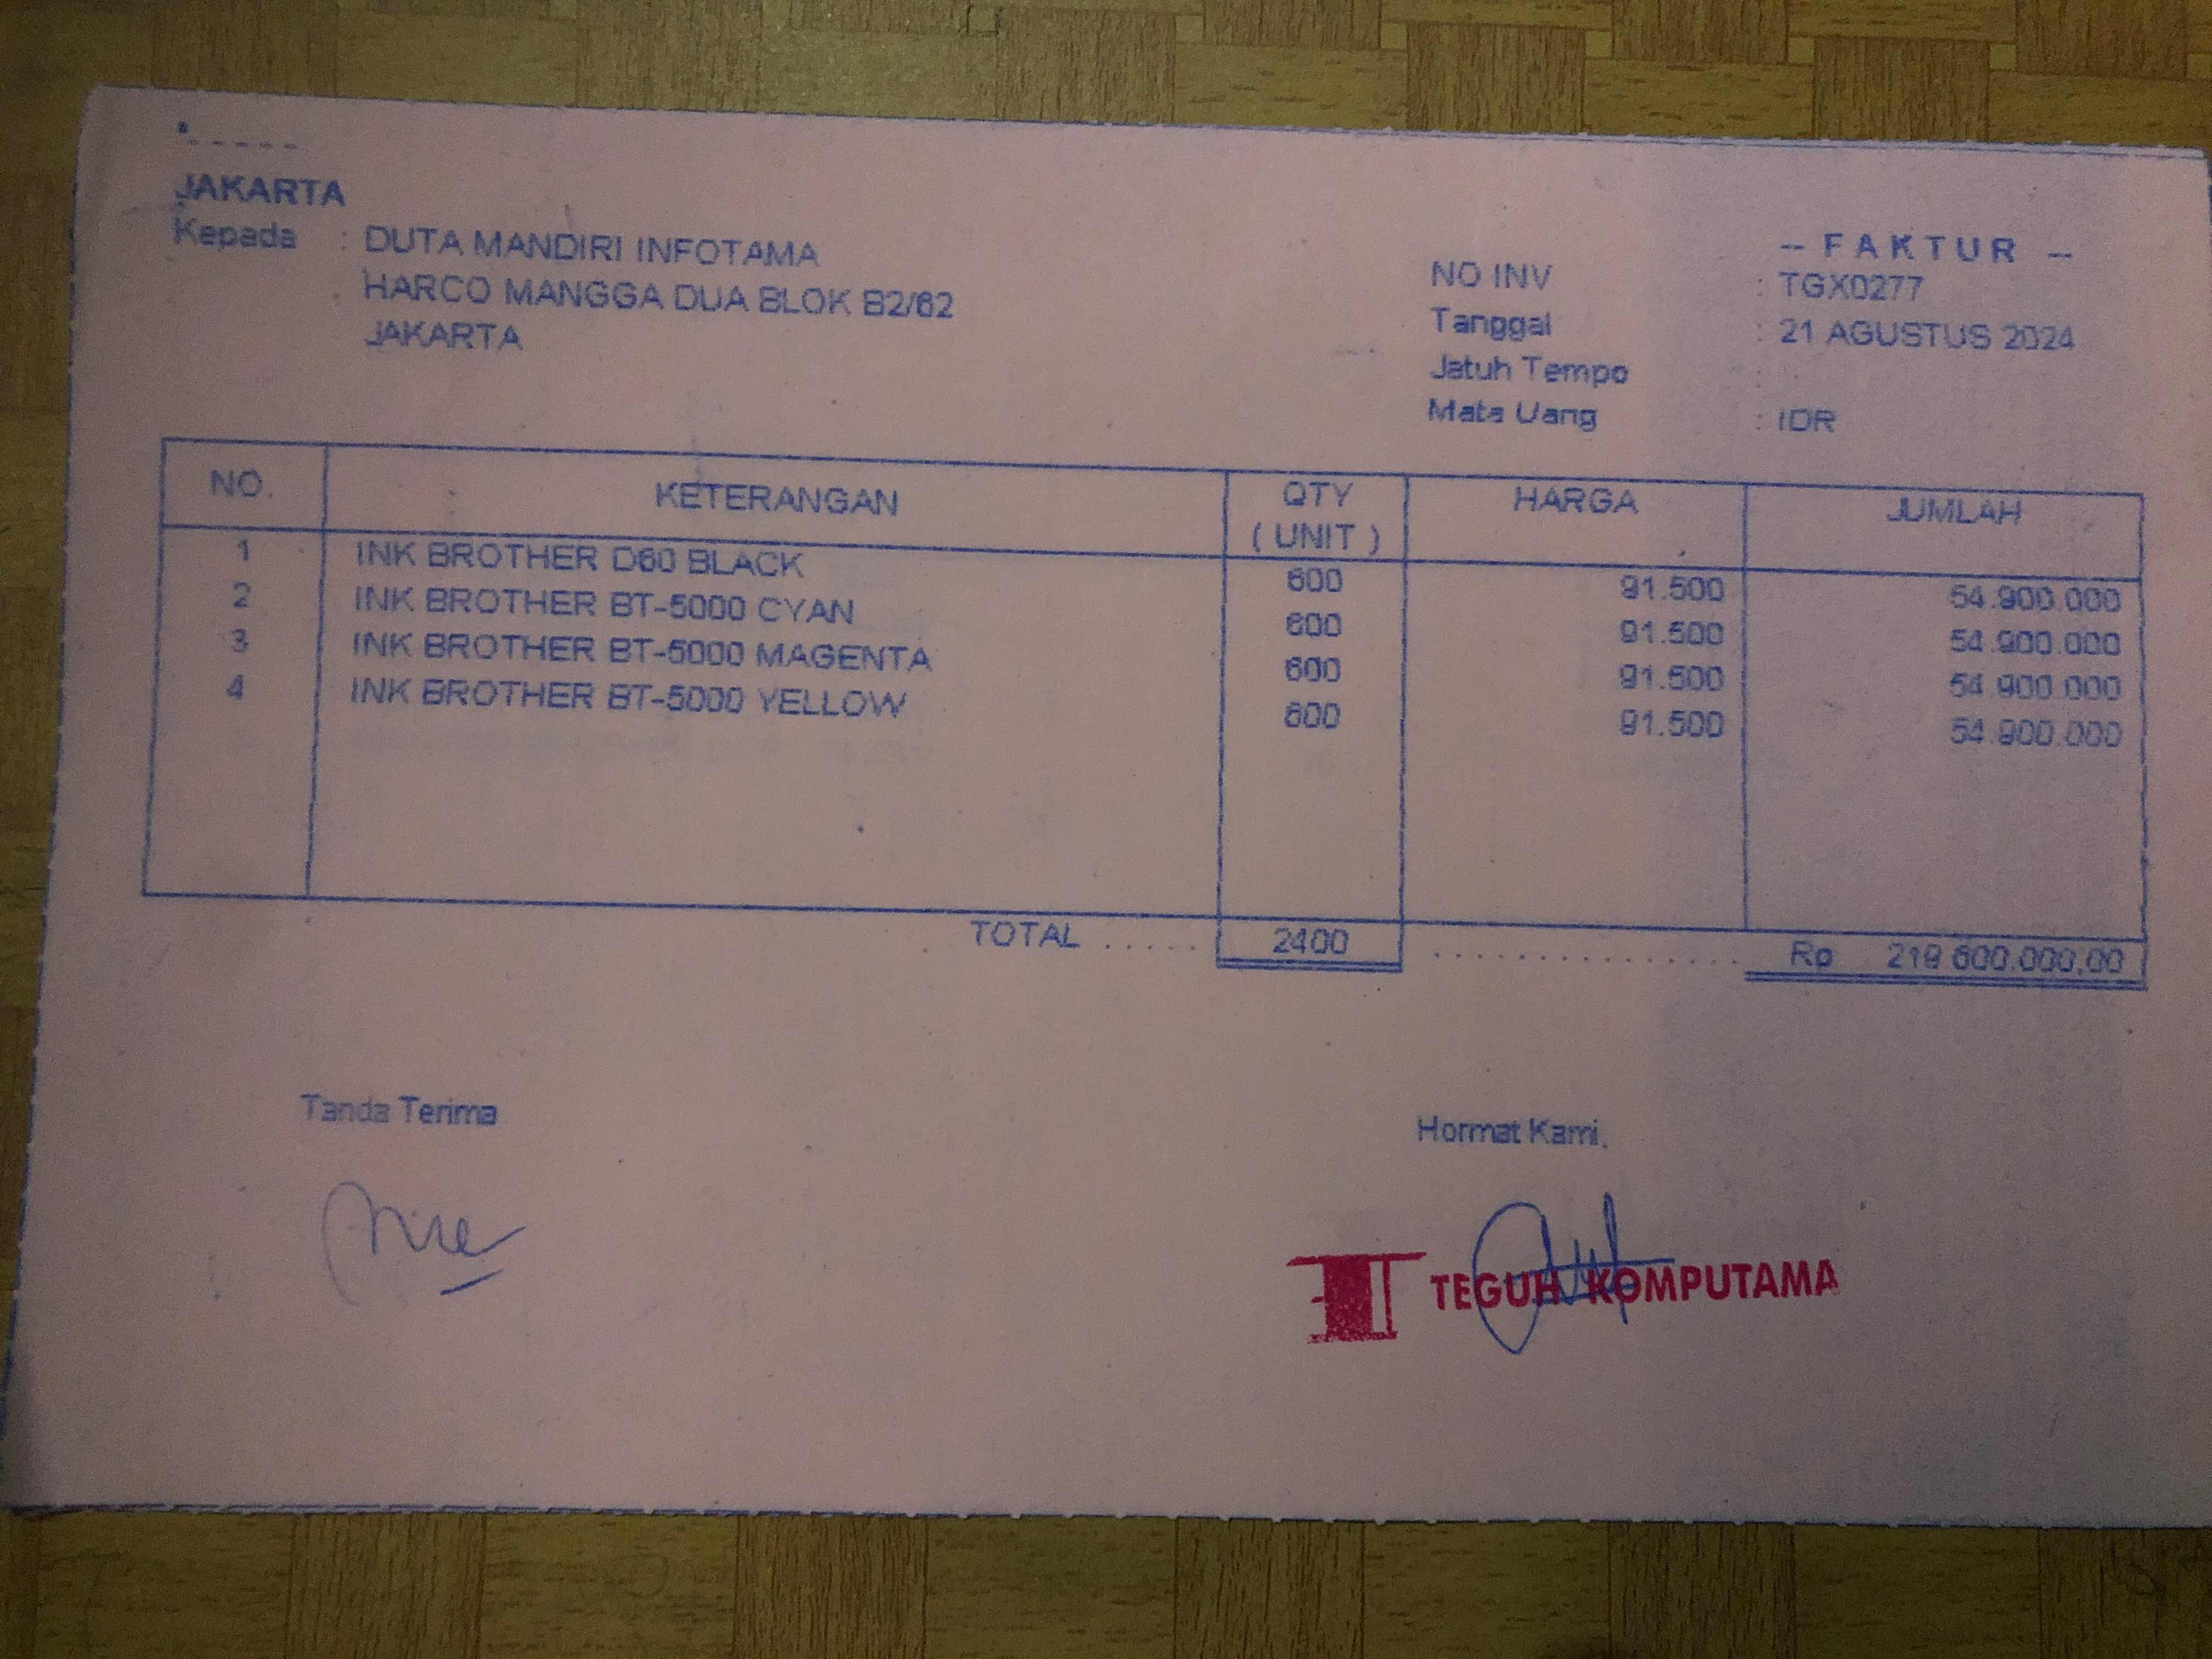 JAKARTA
Kepada : DUTA MANDIRI INFOTAMA
HARCO MANGGA DUA BLOK B2/62
JAKARTA
-- F A K T U R --
NO INV : TGX0277
Tanggal : 21 AGUSTUS 2024
Jatuh Tempo :
Mata Uang : IDR
NO. KETERANGAN QTY ( UNIT ) HARGA JUMLAH
1 INK BROTHER D60 BLACK 600 91.500 54.900.000
2 INK BROTHER BT-5000 CYAN 600 91.500 54.900.000
3 INK BROTHER BT-5000 MAGENTA 600 91.500 54.900.000
4 INK BROTHER BT-5000 YELLOW 600 91.500 54.900.000
TOTAL ..... 2400 ............... Rp 219.600.000,00
Tanda Terima
Hormat Kami,
TEGUH KOMPUTAMA